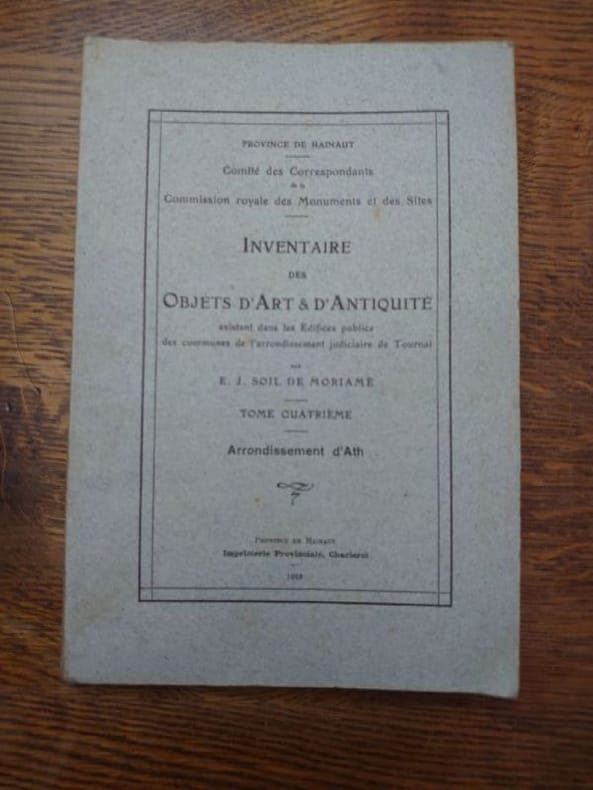 PROVINCE DE HAINAUT
Comité des Correspondants
de la
Commission royale des Monuments et des Sites
INVENTAIRE
DES
OBJETS D'ART & D'ANTIQUITÉ
existant dans les Edifices publics
des communes de l'arrondissement judiciaire de Tournai
PAR
E. J. SOIL DE MORIAMÉ
TOME QUATRIÈME
Arrondissement d'Ath
PROVINCE DE HAINAUT
Imprimerie Provinciale, Charleroi